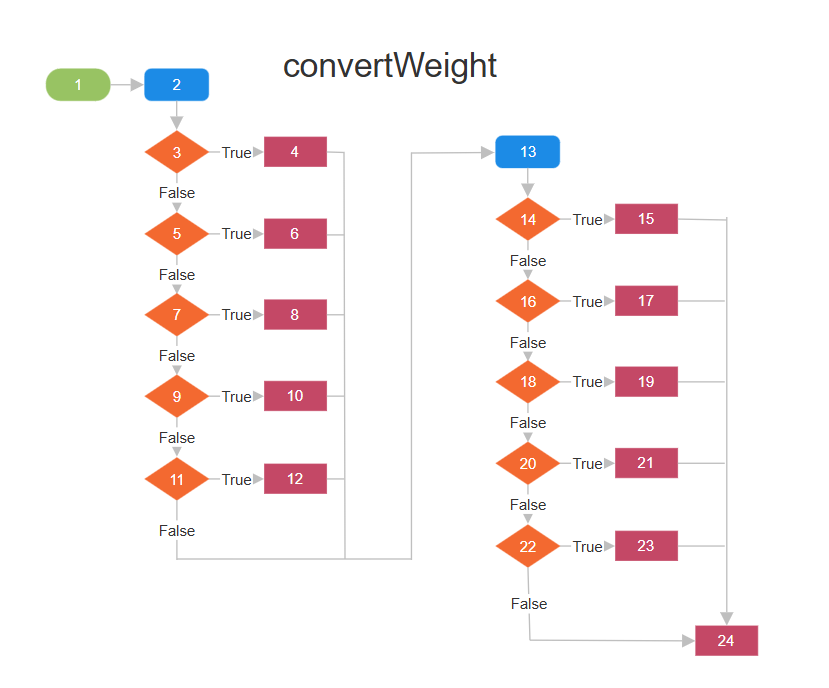 convertWeight
1
2
3
True
4
False
5
True
6
False
7
True
8
False
9
True
10
False
11
True
12
False
13
14
True
15
False
16
True
17
False
18
True
19
False
20
True
21
False
22
True
23
False
24